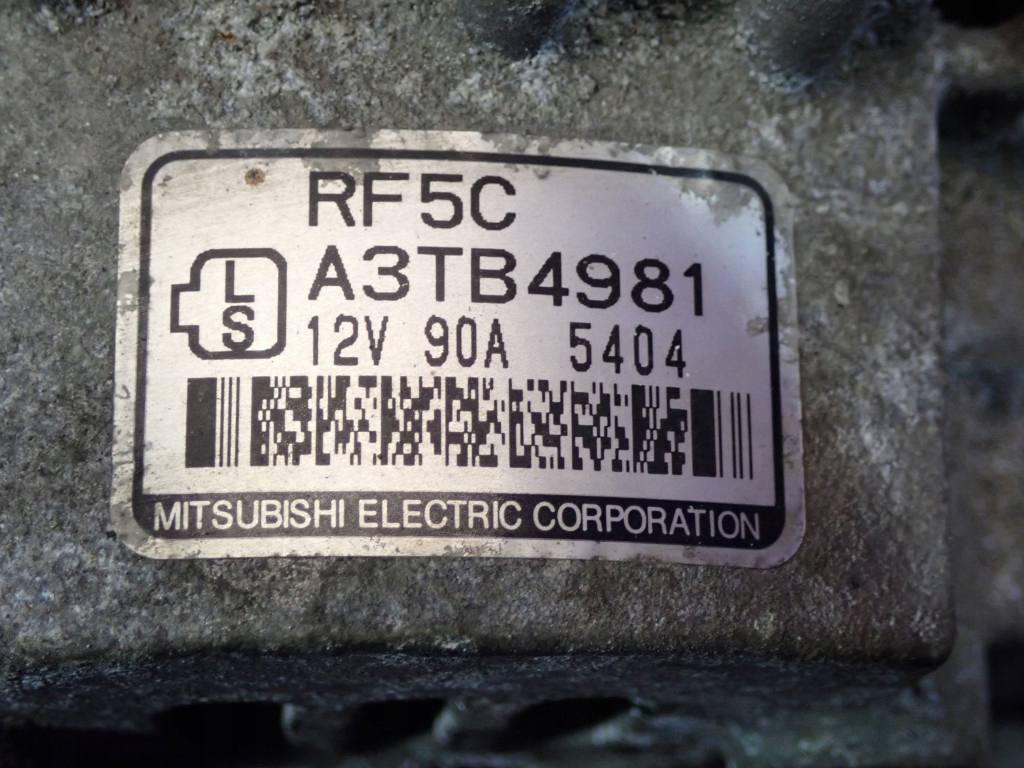 RF5C
A3TB4981
L
S
12V 90A 5404
MITSUBISHI ELECTRIC CORPORATION